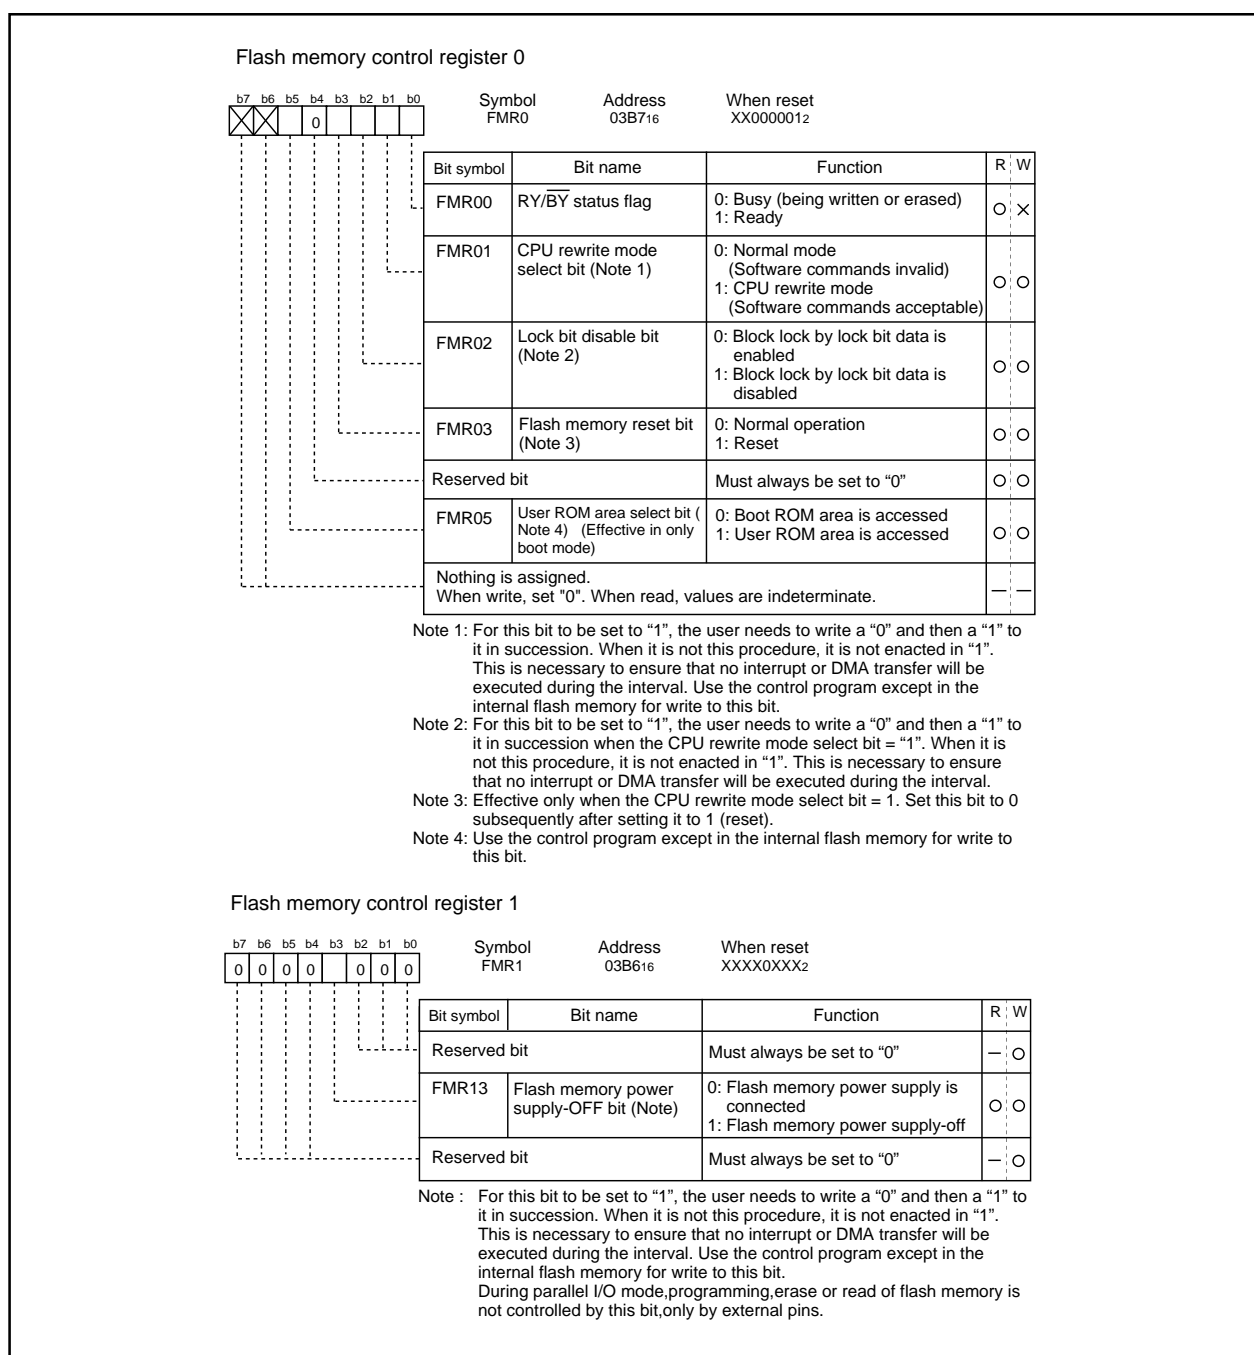 Flash memory control register 0
b7 b6 b5 b4 b3 b2 b1 b0
0
Symbol Address When reset
FMR0 03B716 XX0000012
Bit symbol Bit name Function R W
FMR00 RY/BY status flag 0: Busy (being written or erased)
1: Ready
FMR01 CPU rewrite mode 0: Normal mode
select bit (Note 1) (Software commands invalid)
1: CPU rewrite mode
(Software commands acceptable)
FMR02 Lock bit disable bit 0: Block lock by lock bit data is
(Note 2) enabled
1: Block lock by lock bit data is
disabled
FMR03 Flash memory reset bit 0: Normal operation
(Note 3) 1: Reset
Reserved bit Must always be set to “0”
FMR05 User ROM area select bit ( 0: Boot ROM area is accessed
Note 4) (Effective in only 1: User ROM area is accessed
boot mode)
Nothing is assigned.
When write, set "0". When read, values are indeterminate.
Note 1: For this bit to be set to “1”, the user needs to write a “0” and then a “1” to
it in succession. When it is not this procedure, it is not enacted in “1”.
This is necessary to ensure that no interrupt or DMA transfer will be
executed during the interval. Use the control program except in the
internal flash memory for write to this bit.
Note 2: For this bit to be set to “1”, the user needs to write a “0” and then a “1” to
it in succession when the CPU rewrite mode select bit = “1”. When it is
not this procedure, it is not enacted in “1”. This is necessary to ensure
that no interrupt or DMA transfer will be executed during the interval.
Note 3: Effective only when the CPU rewrite mode select bit = 1. Set this bit to 0
subsequently after setting it to 1 (reset).
Note 4: Use the control program except in the internal flash memory for write to
this bit.
Flash memory control register 1
b7 b6 b5 b4 b3 b2 b1 b0
0 0 0 0 0 0 0
Symbol Address When reset
FMR1 03B616 XXXX0XXX2
Bit symbol Bit name Function R W
Reserved bit Must always be set to “0”
FMR13 Flash memory power 0: Flash memory power supply is
supply-OFF bit (Note) connected
1: Flash memory power supply-off
Reserved bit Must always be set to “0”
Note : For this bit to be set to “1”, the user needs to write a “0” and then a “1” to
it in succession. When it is not this procedure, it is not enacted in “1”.
This is necessary to ensure that no interrupt or DMA transfer will be
executed during the interval. Use the control program except in the
internal flash memory for write to this bit.
During parallel I/O mode,programming,erase or read of flash memory is
not controlled by this bit,only by external pins.